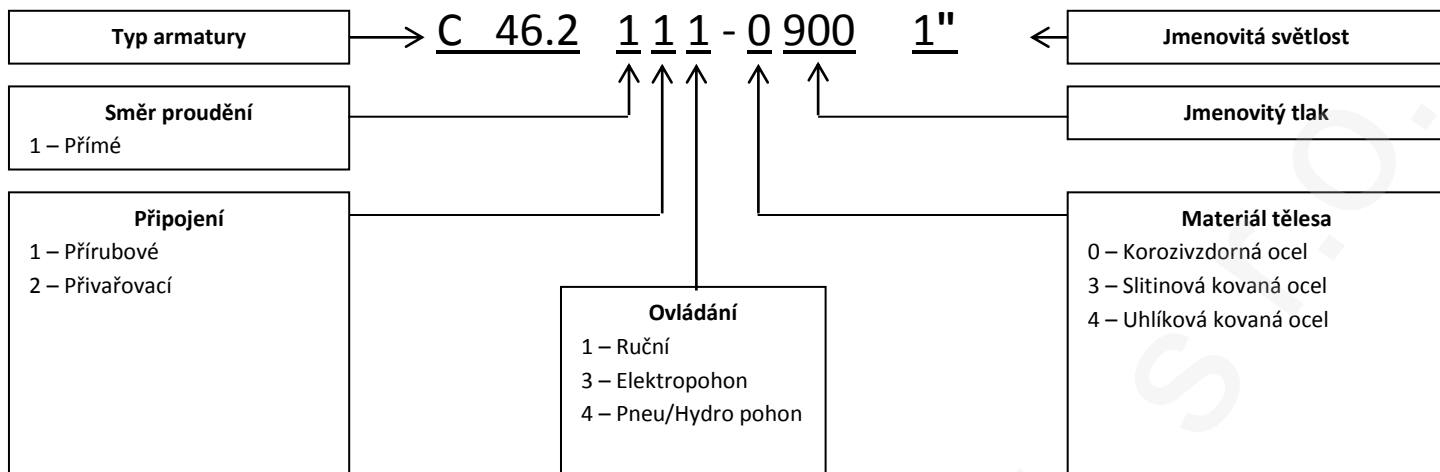 Typ armatury
C 46.2 1 1 1 - 0 900 1"
Jmenovitá světlost
Směr proudění
1 – Přímé
Jmenovitý tlak
Připojení
1 – Přírubové
2 – Přivařovací
Ovládání
1 – Ruční
3 – Elektropohon
4 – Pneu/Hydro pohon
Materiál tělesa
0 – Korozivzdorná ocel
3 – Slitinová kovaná ocel
4 – Uhlíková kovaná ocel
s r.o.